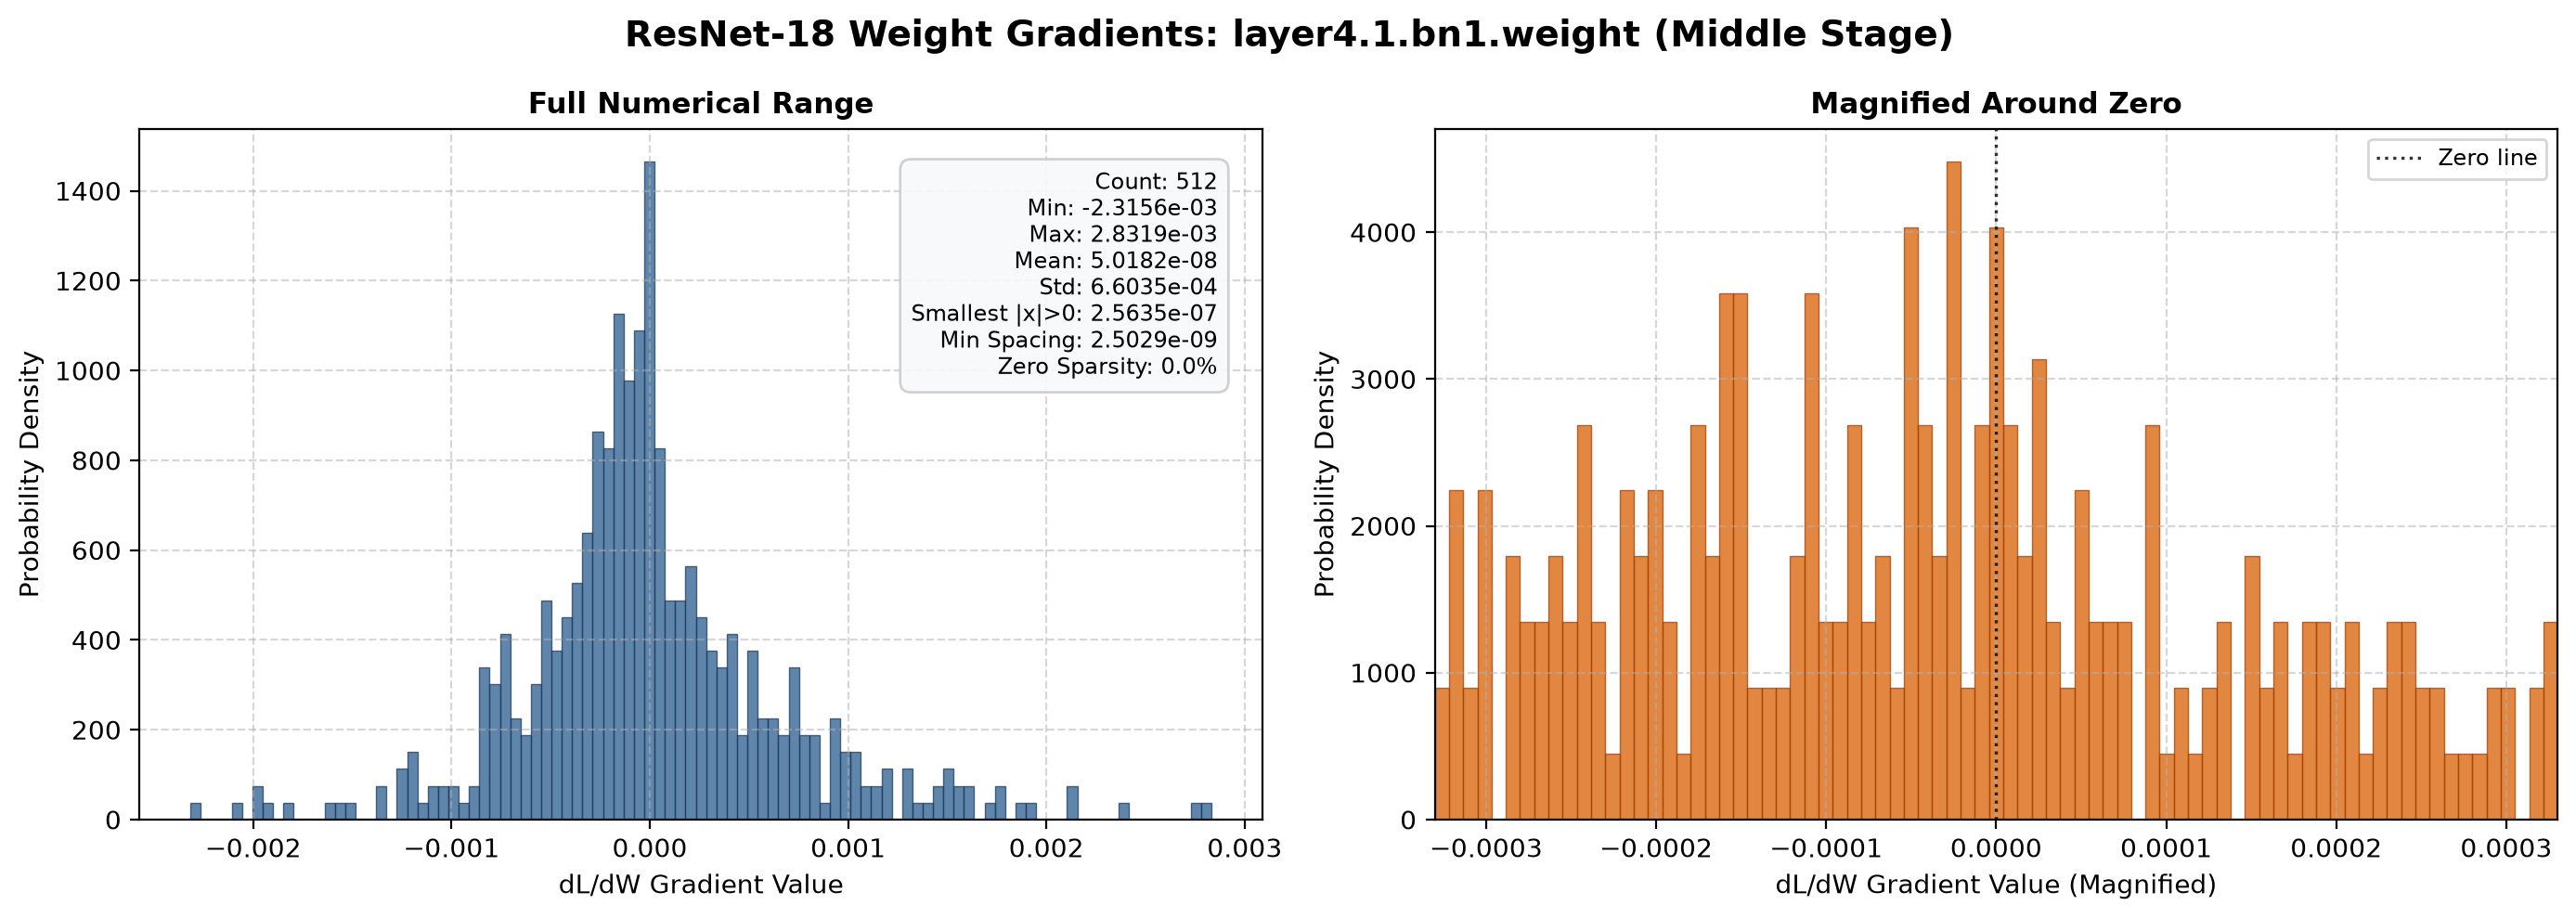 ResNet-18 Weight Gradients: layer4.1.bn1.weight (Middle Stage)
Full Numerical Range
Probability Density
1400
1200
1000
800
600
400
200
0
Count: 512
Min: -2.3156e-03
Max: 2.8319e-03
Mean: 5.0182e-08
Std: 6.6035e-04
Smallest |x|>0: 2.5635e-07
Min Spacing: 2.5029e-09
Zero Sparsity: 0.0%
−0.002 −0.001 0.000 0.001 0.002 0.003
dL/dW Gradient Value
Magnified Around Zero
Probability Density
4000
3000
2000
1000
0
Zero line
−0.0003 −0.0002 −0.0001 0.0000 0.0001 0.0002 0.0003
dL/dW Gradient Value (Magnified)